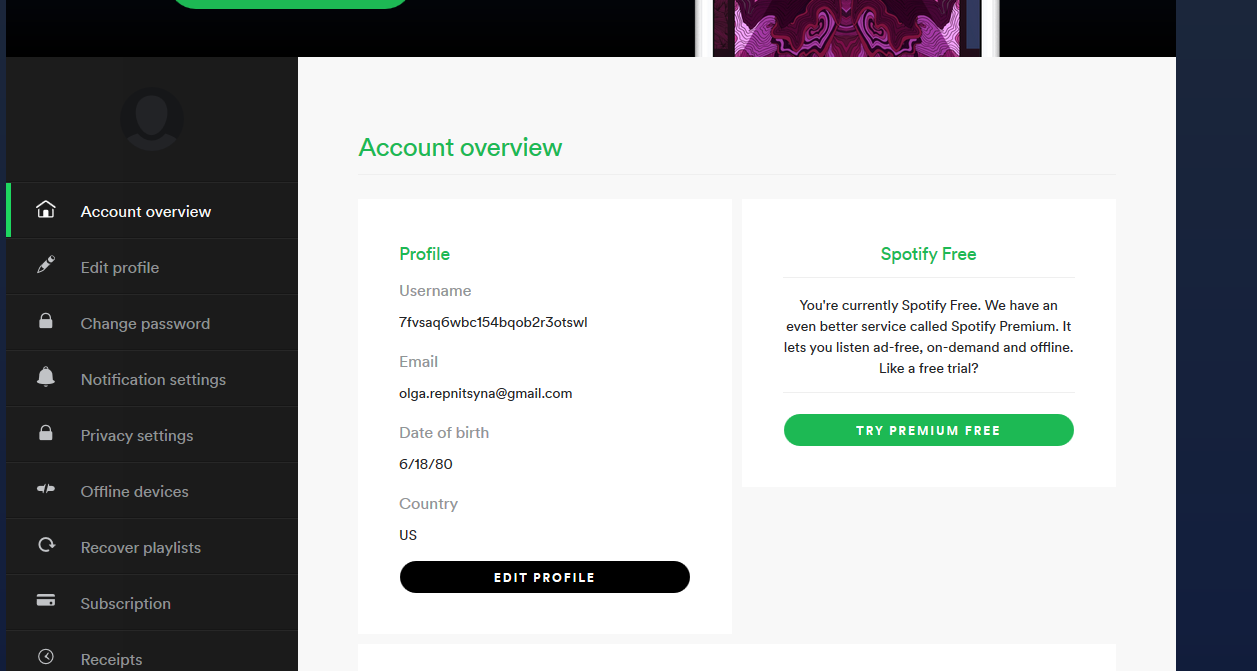 Account overview
Edit profile
Change password
Notification settings
Privacy settings
Offline devices
Recover playlists
Subscription
Receipts
Account overview
Profile
Username
7fvsaq6wbc154bqob2r3otswl
Email
olga.repnitsyna@gmail.com
Date of birth
6/18/80
Country
US
EDIT PROFILE
Spotify Free
You're currently Spotify Free. We have an
even better service called Spotify Premium. It
lets you listen ad-free, on-demand and offline.
Like a free trial?
TRY PREMIUM FREE